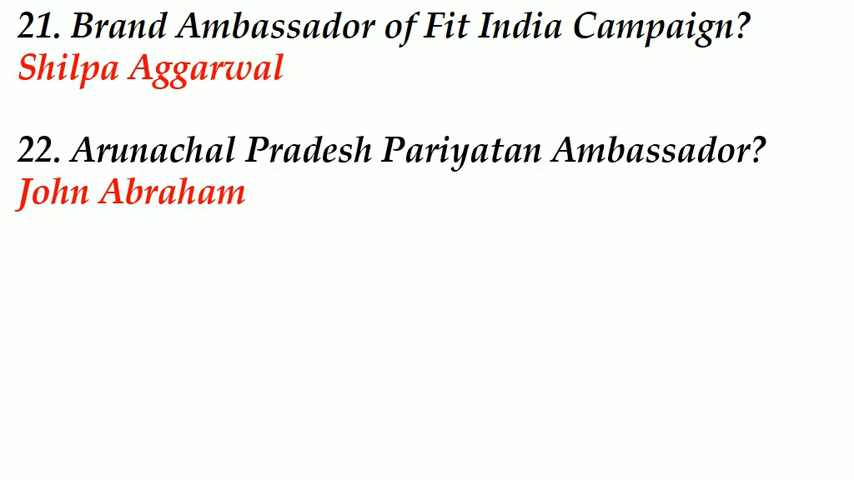 21. Brand Ambassador of Fit India Campaign?
Shilpa Aggarwal
22. Arunachal Pradesh Pariyatan Ambassador?
John Abraham